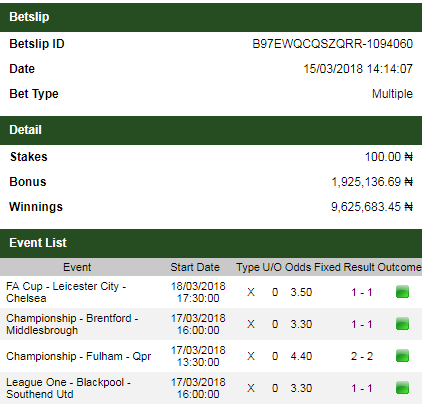 Betslip
Betslip ID B97EWQCQSZQRR-1094060
Date 15/03/2018 14:14:07
Bet Type Multiple
Detail
Stakes 100.00 ₦
Bonus 1,925,136.69 ₦
Winnings 9,625,683.45 ₦
Event List
Event Start Date Type U/O Odds Fixed Result Outcome
FA Cup - Leicester City - 18/03/2018
Chelsea 17:30:00 X 0 3.50 1 - 1
Championship - Brentford - 17/03/2018
Middlesbrough 16:00:00 X 0 3.30 1 - 1
Championship - Fulham - Qpr 17/03/2018
13:30:00 X 0 4.40 2 - 2
League One - Blackpool - 17/03/2018
Southend Utd 16:00:00 X 0 3.30 1 - 1